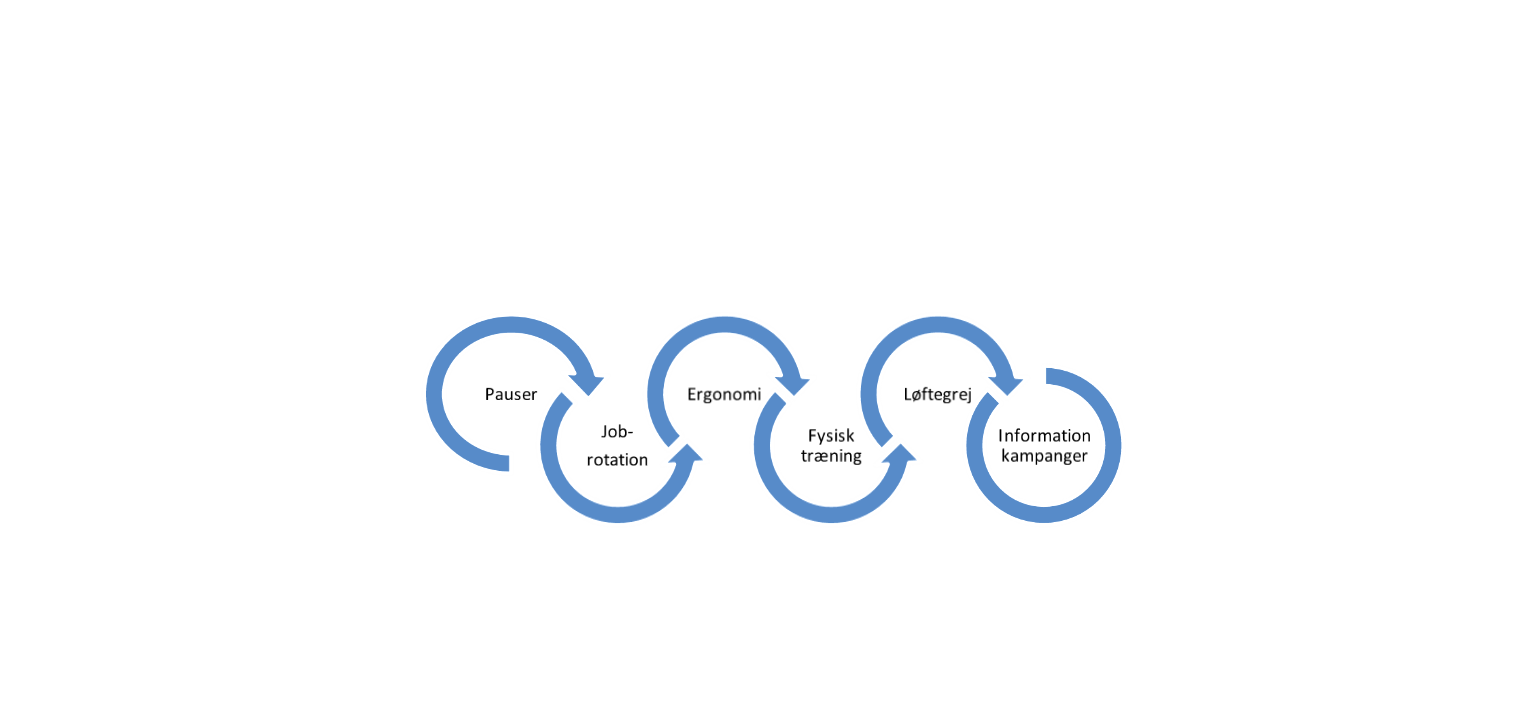 Pauser
Job-
rotation
Ergonomi
Fysisk
træning
Løftegrej
Information
kampanger